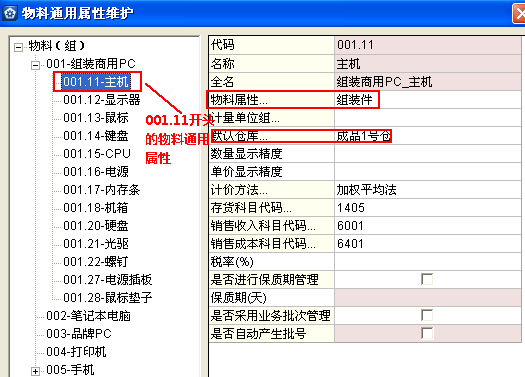 物料通用属性维护
物料(组)
001-组装商用PC
001.11-主机
001.12-显示器
001.13-鼠标
001.14-键盘
001.15-CPU
001.16-电源
001.17-内存条
001.18-机箱
001.20-硬盘
001.21-光驱
001.22-螺钉
001.27-电源插板
001.28-鼠标垫子
002-笔记本电脑
003-品牌PC
004-打印机
005-手机
001.11开头
的物料通用
属性
代码 001.11
名称 主机
全名 组装商用PC_主机
物料属性... 组装件
计量单位组...
默认仓库... 成品1号仓
数量显示精度
单价显示精度
计价方法... 加权平均法
存货科目代码... 1405
销售收入科目代码... 6001
销售成本科目代码... 6401
税率(%)
是否进行保质期管理
保质期(天)
是否采用业务批次管理
是否自动产生批号